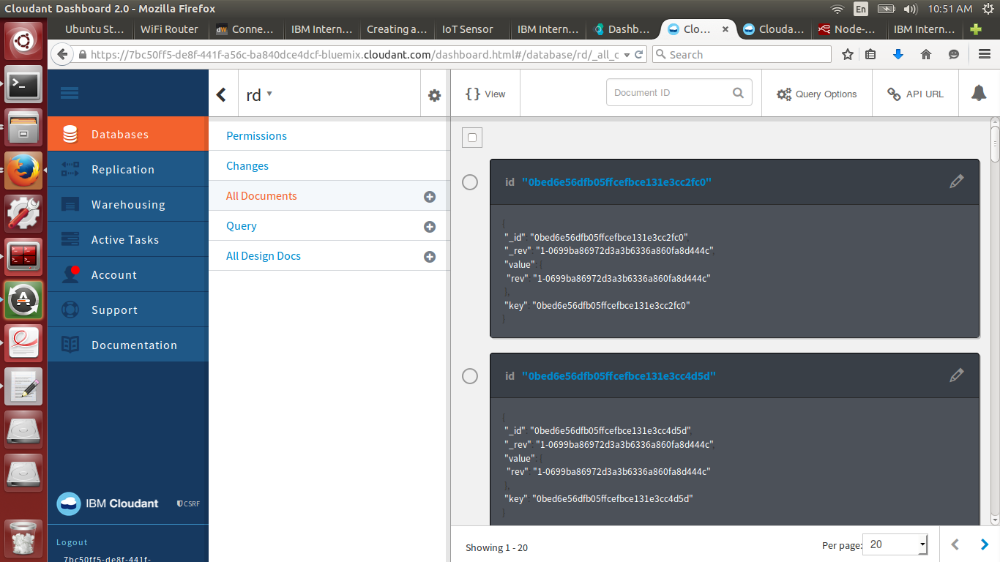 Cloudant Dashboard 2.0 - Mozilla Firefox
En
10:51 AM
Ubuntu St...
WiFi Router
dW
Conne...
IBM Intern...
Creating a...
IoT Sensor
IBM Intern...
Dashb...
Clo...
Clouda...
Node-...
IBM Intern...
https://7bc50ff5-de8f-441f-a56c-ba840dce4dcf-bluemix.cloudant.com/dashboard.html#/database/rd/_all_c
Search
rd
{ } View
Document ID
Query Options
API URL
Databases
Replication
Warehousing
Active Tasks
Account
Support
Documentation
Permissions
Changes
All Documents
Query
All Design Docs
id "0bed6e56dfb05ffcefbce131e3cc2fc0"
{
"_id": "0bed6e56dfb05ffcefbce131e3cc2fc0",
"_rev": "1-0699ba86972d3a3b6336a860fa8d444c",
"value": {
"rev": "1-0699ba86972d3a3b6336a860fa8d444c"
},
"key": "0bed6e56dfb05ffcefbce131e3cc2fc0"
}
id "0bed6e56dfb05ffcefbce131e3cc4d5d"
{
"_id": "0bed6e56dfb05ffcefbce131e3cc4d5d",
"_rev": "1-0699ba86972d3a3b6336a860fa8d444c",
"value": {
"rev": "1-0699ba86972d3a3b6336a860fa8d444c"
},
"key": "0bed6e56dfb05ffcefbce131e3cc4d5d"
}
IBM Cloudant
CSRF
Logout
7bc50ff5-de8f-441f-
Showing 1 - 20
Per page: 20